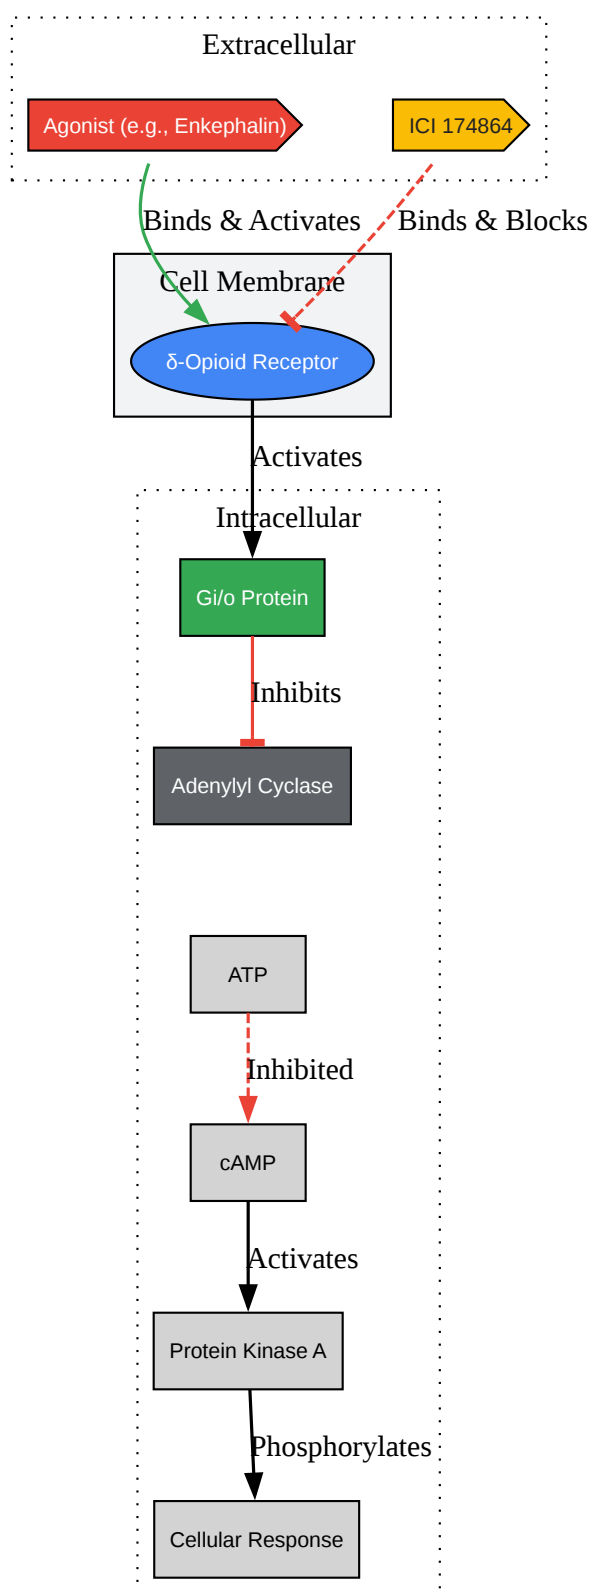 Extracellular
Agonist (e.g., Enkephalin)
ICI 174864
Binds & Activates
Binds & Blocks
Cell Membrane
δ-Opioid Receptor
Activates
Intracellular
Gi/o Protein
Inhibits
Adenylyl Cyclase
ATP
Inhibited
cAMP
Activates
Protein Kinase A
Phosphorylates
Cellular Response